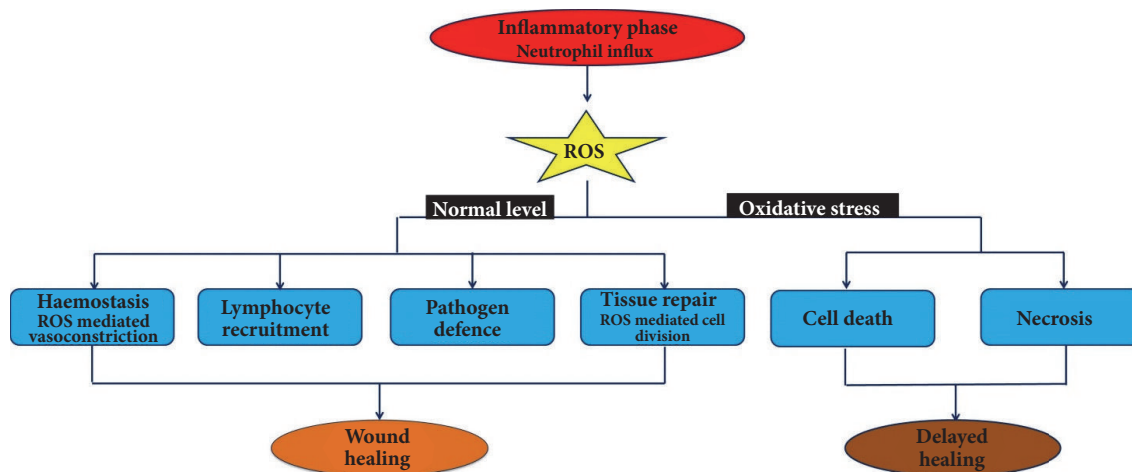 Inflammatory phase
Neutrophil influx
ROS
Normal level
Oxidative stress
Haemostasis
ROS mediated
vasoconstriction
Lymphocyte
recruitment
Pathogen
defence
Tissue repair
ROS mediated cell
division
Cell death
Necrosis
Wound
healing
Delayed
healing